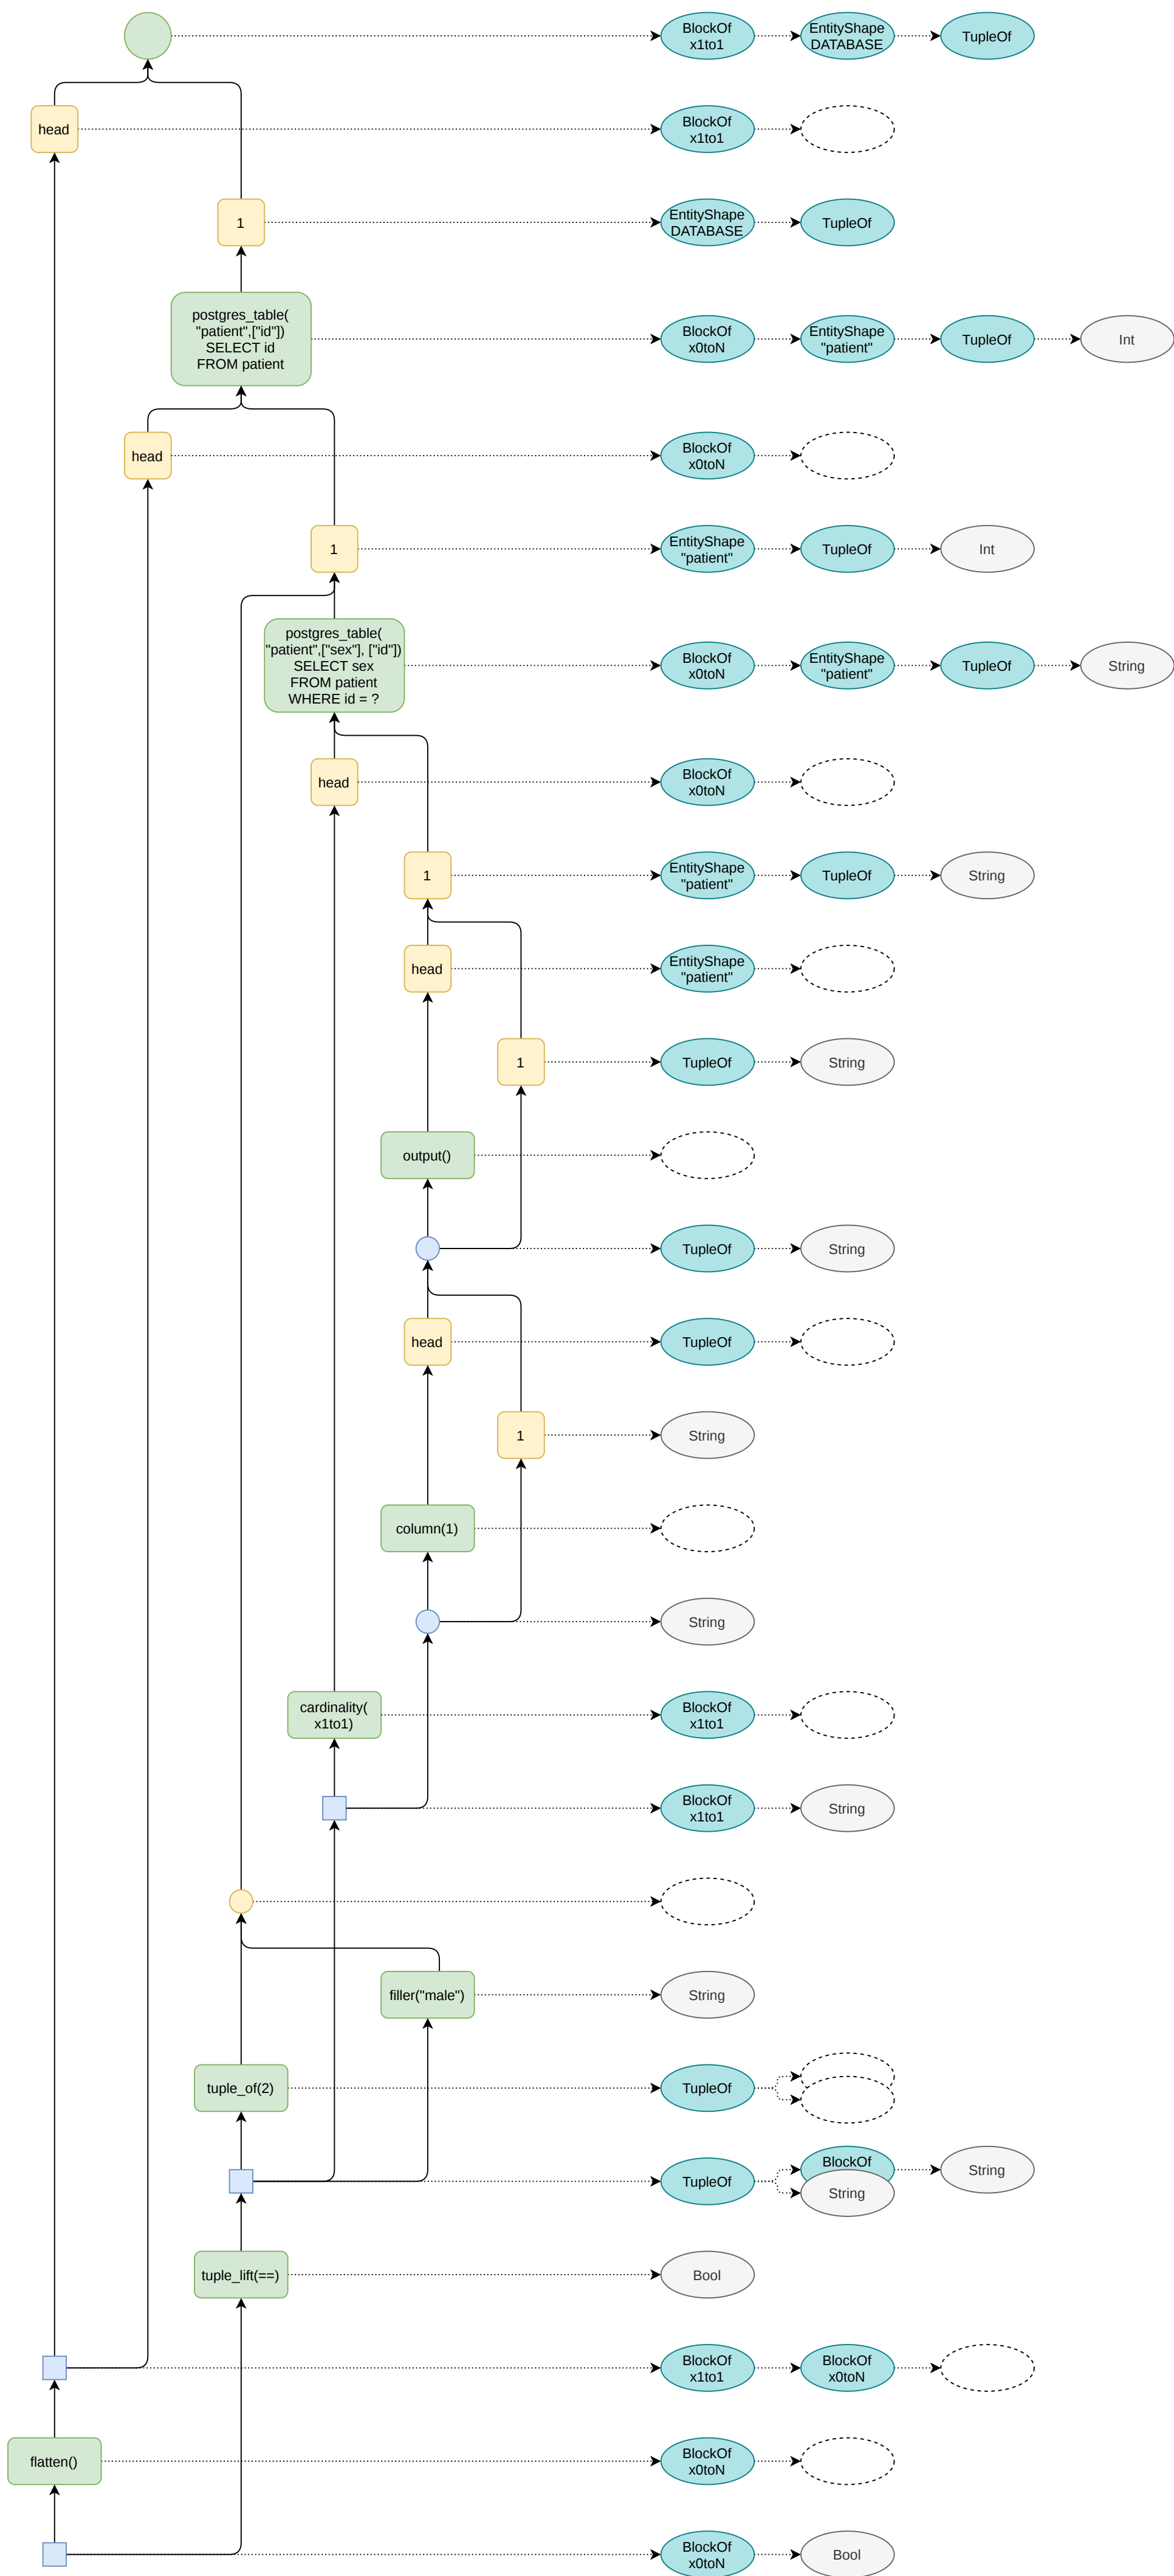 BlockOf
x1to1
EntityShape
DATABASE
TupleOf
head
BlockOf
x1to1
1
EntityShape
DATABASE
TupleOf
postgres_table(
"patient",["id"])
SELECT id
FROM patient
BlockOf
x0toN
EntityShape
"patient"
TupleOf
Int
head
BlockOf
x0toN
1
EntityShape
"patient"
TupleOf
Int
postgres_table(
"patient",["sex"], ["id"])
SELECT sex
FROM patient
WHERE id = ?
BlockOf
x0toN
EntityShape
"patient"
TupleOf
String
head
BlockOf
x0toN
1
EntityShape
"patient"
TupleOf
String
head
EntityShape
"patient"
1
TupleOf
String
output()
TupleOf
String
head
TupleOf
1
String
column(1)
String
cardinality(
x1to1)
BlockOf
x1to1
BlockOf
x1to1
String
filler("male")
String
tuple_of(2)
TupleOf
TupleOf
BlockOf
String
String
tuple_lift(==)
Bool
BlockOf
x1to1
BlockOf
x0toN
flatten()
BlockOf
x0toN
BlockOf
x0toN
Bool